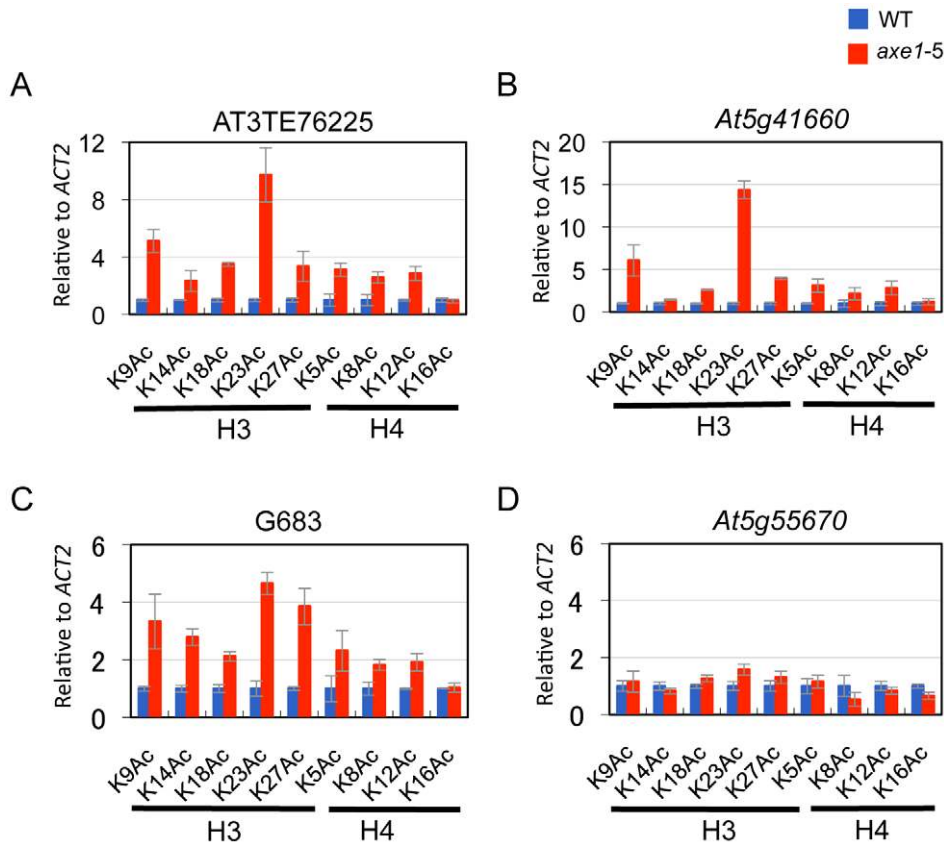 WT
axe1-5
A
AT3TE76225
Relative to ACT2
12
8
4
0
K9Ac K14Ac K18Ac K23Ac K27Ac K5Ac K8Ac K12Ac K16Ac
H3 H4
B
At5g41660
Relative to ACT2
20
15
10
5
0
K9Ac K14Ac K18Ac K23Ac K27Ac K5Ac K8Ac K12Ac K16Ac
H3 H4
C
G683
Relative to ACT2
6
4
2
0
K9Ac K14Ac K18Ac K23Ac K27Ac K5Ac K8Ac K12Ac K16Ac
H3 H4
D
At5g55670
Relative to ACT2
6
4
2
0
K9Ac K14Ac K18Ac K23Ac K27Ac K5Ac K8Ac K12Ac K16Ac
H3 H4